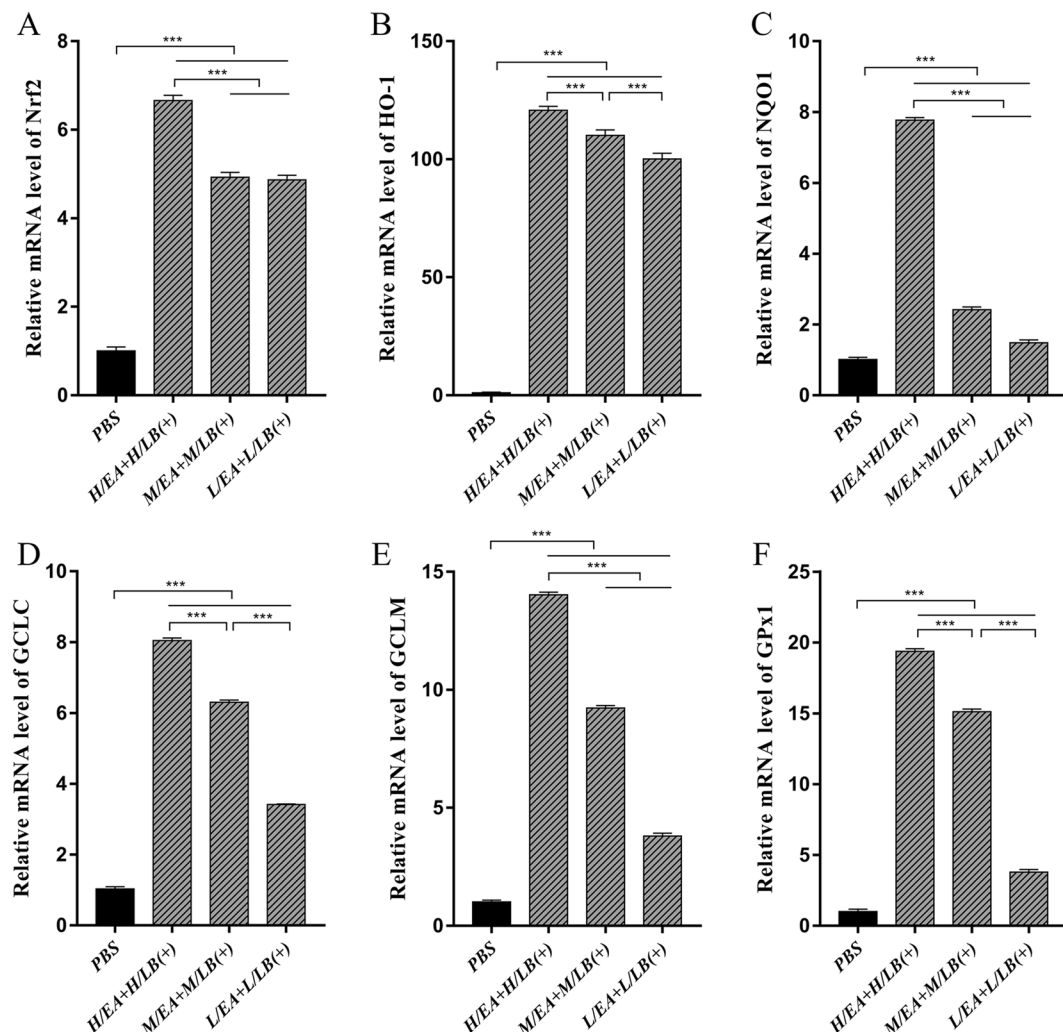 A
Relative mRNA level of Nrf2
8
6
4
2
0
***
***
PBS
H/EA+H/LB(+)
M/EA+M/LB(+)
L/EA+L/LB(+)
B
Relative mRNA level of HO-1
150
100
50
0
***
***
***
PBS
H/EA+H/LB(+)
M/EA+M/LB(+)
L/EA+L/LB(+)
C
Relative mRNA level of NQO1
10
8
6
4
2
0
***
***
PBS
H/EA+H/LB(+)
M/EA+M/LB(+)
L/EA+L/LB(+)
D
Relative mRNA level of GCLC
10
8
6
4
2
0
***
***
***
PBS
H/EA+H/LB(+)
M/EA+M/LB(+)
L/EA+L/LB(+)
E
Relative mRNA level of GCLM
15
10
5
0
***
***
PBS
H/EA+H/LB(+)
M/EA+M/LB(+)
L/EA+L/LB(+)
F
Relative mRNA level of GPx1
25
20
15
10
5
0
***
***
***
PBS
H/EA+H/LB(+)
M/EA+M/LB(+)
L/EA+L/LB(+)